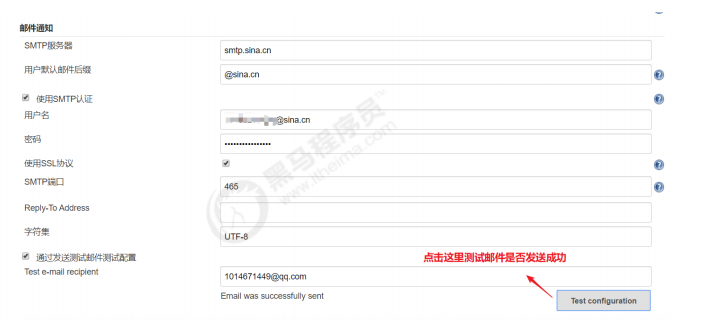 邮件通知
SMTP服务器
smtp.sina.cn
用户默认邮件后缀
@sina.cn
使用SMTP认证
用户名
@sina.cn
密码
使用SSL协议
SMTP端口
465
Reply-To Address
字符集
UTF-8
通过发送测试邮件测试配置
点击这里测试邮件是否发送成功
Test e-mail recipient
1014671449@qq.com
Email was successfully sent
Test configuration
黑马程序员
www.itheima.com